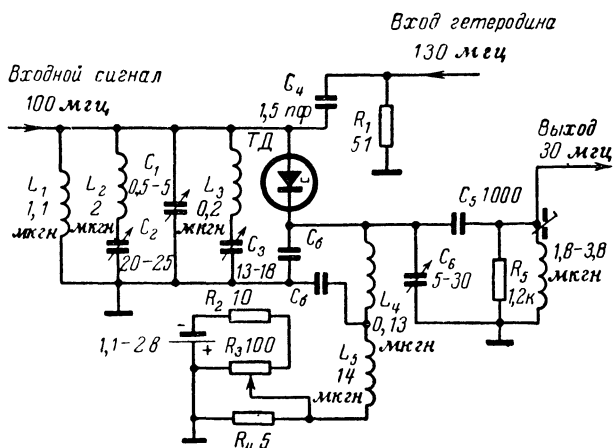 Вход гетеродина
130 мгц
Входной сигнал
100 мгц
C4
1,5 пф
R1
51
ТД
Выход
30 мгц
L1
1,1
мкгн
L2
2
мкгн
C1
0,5-5
L3
0,2
мкгн
C2
20-25
C3
13-18
Cб
Cб
C5 1000
C6
5-30
R5
1,2к
1,8-3,8
мкгн
L4
0,13
мкгн
L5
14
мкгн
R2 10
1,1-2в
-
+
R3 100
R4 5